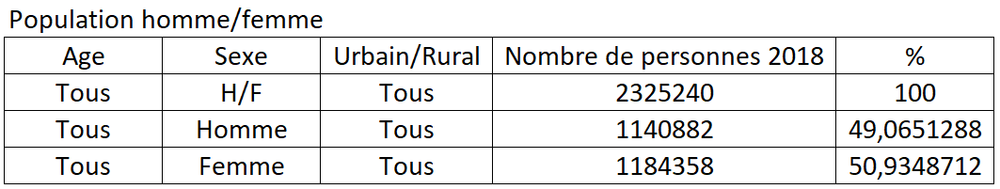 Population homme/femme
Age Sexe Urbain/Rural Nombre de personnes 2018 %
Tous H/F Tous 2325240 100
Tous Homme Tous 1140882 49,0651288
Tous Femme Tous 1184358 50,9348712